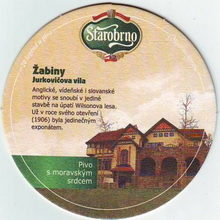 Starobrno
Žabiny
Jurkovičova vila
Anglické, vídeňské i slovanské
motivy se snoubí v jediné
stavbě na úpatí Wilsonova lesa.
Už v roce svého otevření
(1906) byla jedinečným
exponátem.
Pivo
s moravským
srdcem